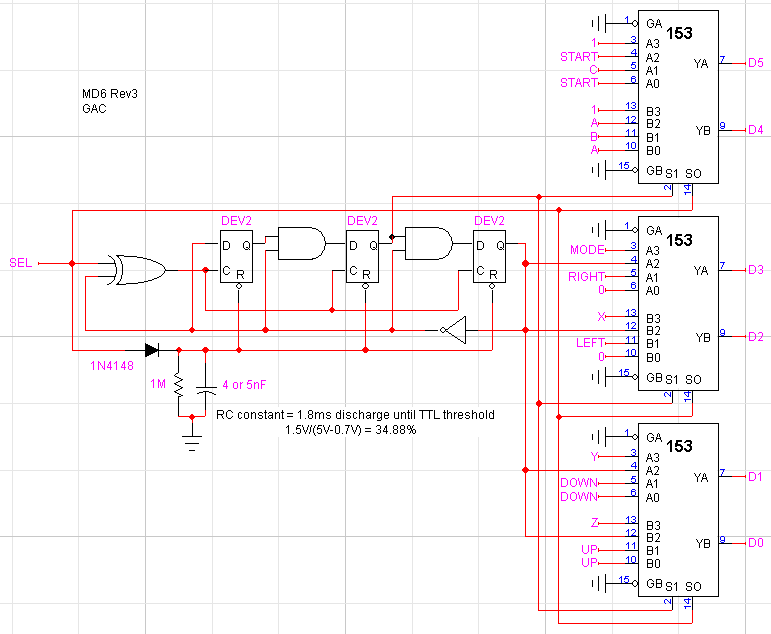 MD6 Rev3
GAC
1 GA
153
1 3 A3
START 4 A2
C 5 A1
START 6 A0
YA 7 D5
1 13 B3
A 12 B2
B 11 B1
A 10 B0
YB 9 D4
15 GB S1 SO
2 14
DEV2 DEV2 DEV2
D Q D Q D Q
C R C R C R
SEL
1 GA
153
MODE 3 A3
4 A2
RIGHT 5 A1
0 6 A0
YA 7 D3
X 13 B3
12 B2
LEFT 11 B1
0 10 B0
YB 9 D2
15 GB S1 SO
2 14
1N4148
1M
4 or 5nF
RC constant = 1.8ms discharge until TTL threshold
1.5V/(5V-0.7V) = 34.88%
1 GA
153
Y 3 A3
4 A2
DOWN 5 A1
DOWN 6 A0
YA 7 D1
Z 13 B3
12 B2
UP 11 B1
UP 10 B0
YB 9 D0
15 GB S1 SO
2 14